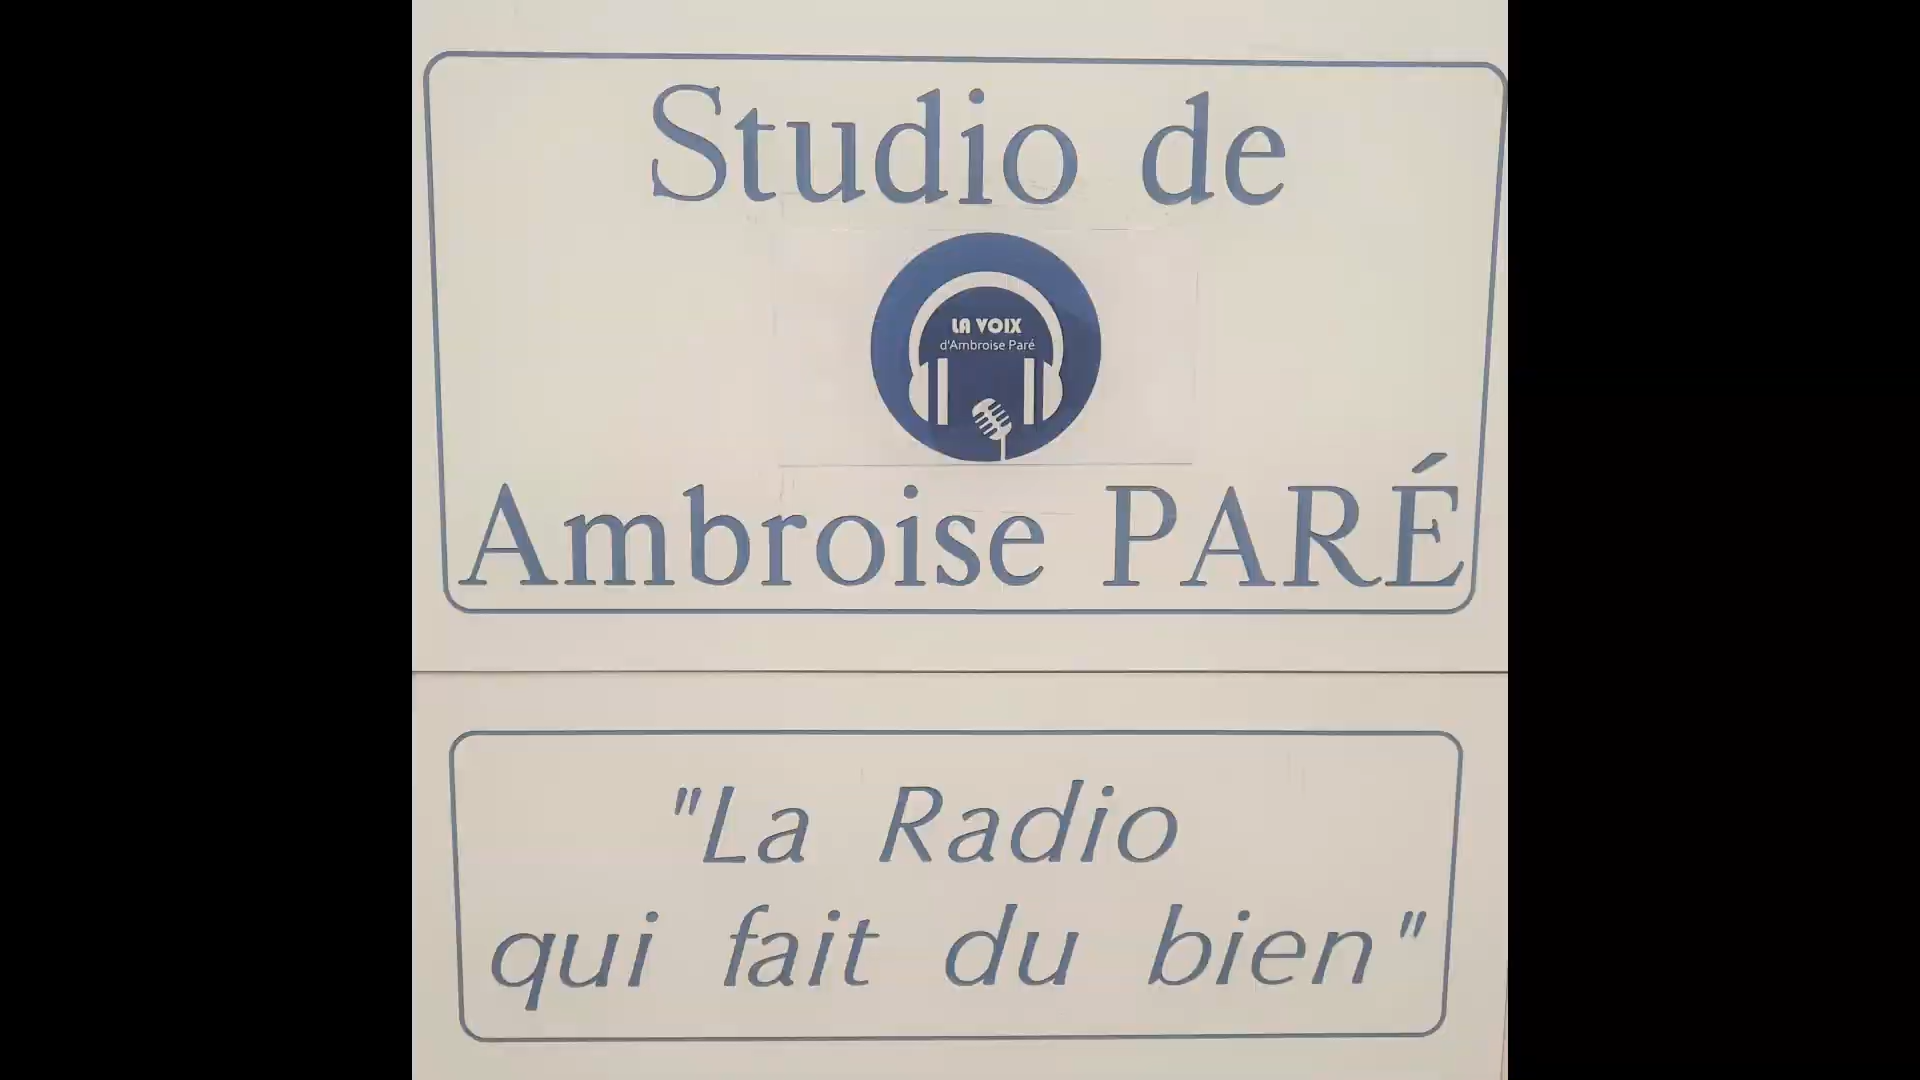 Studio de
LA VOIX
d'Ambroise Paré
Ambroise PARÉ
"La Radio
qui fait du bien"